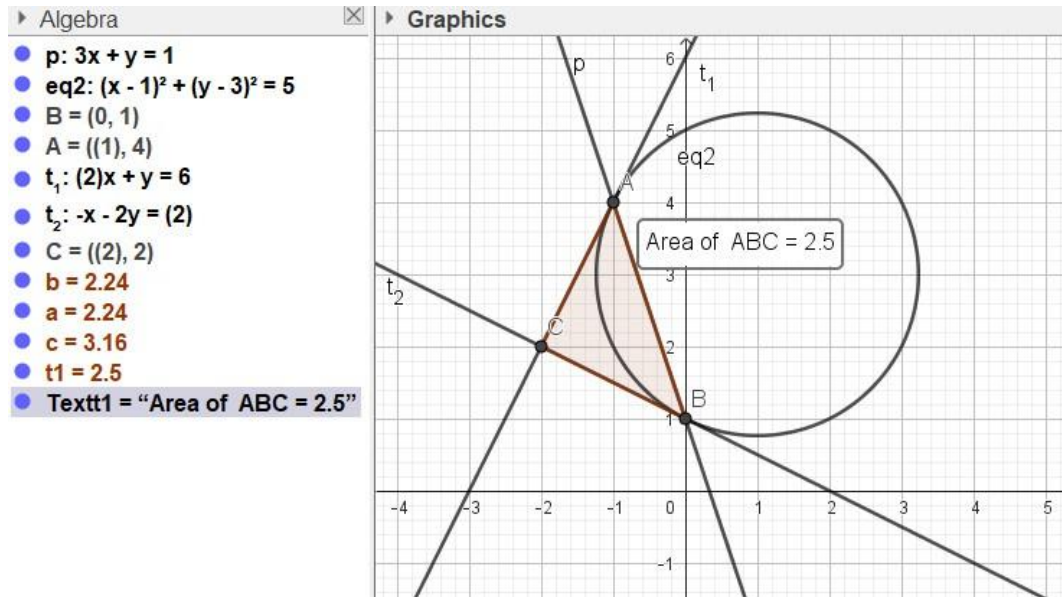 Algebra
p: 3x + y = 1
eq2: (x - 1)² + (y - 3)² = 5
B = (0, 1)
A = ((1), 4)
t₁: (2)x + y = 6
t₂: -x - 2y = (2)
C = ((2), 2)
b = 2.24
a = 2.24
c = 3.16
t1 = 2.5
Textt1 = “Area of ABC = 2.5”
Graphics
p
t₁
6
5
eq2
A
4
Area of ABC = 2.5
3
t₂
C
2
B
1
-4 -3 -2 -1 0 1 2 3 4 5
-1